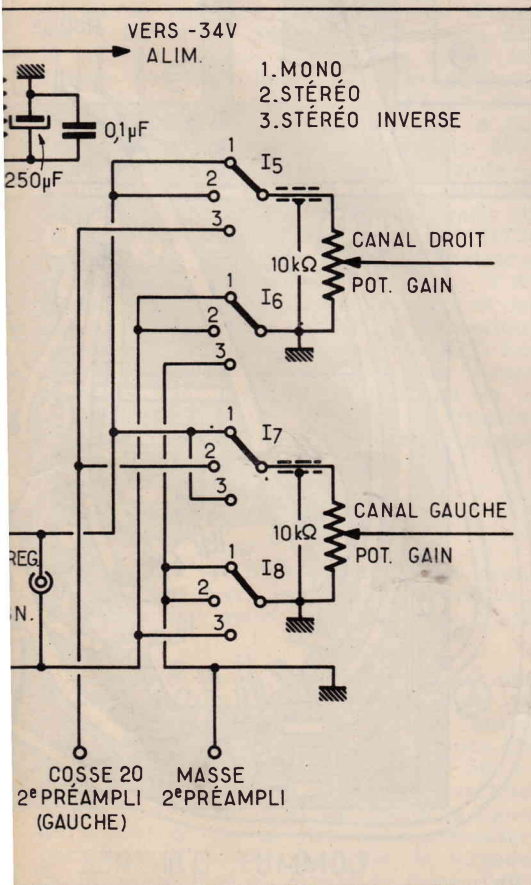 VERS -34V
ALIM.
1.MONO
2.STÉRÉO
3.STÉRÉO INVERSE
0,1µF
250µF
1
I5
2
3
CANAL DROIT
10kΩ
POT. GAIN
1
I6
2
3
1
I7
2
3
CANAL GAUCHE
10kΩ
POT. GAIN
REG.
N.
1
I8
2
3
COSSE 20
2e PRÉAMPLI
(GAUCHE)
MASSE
2e PRÉAMPLI